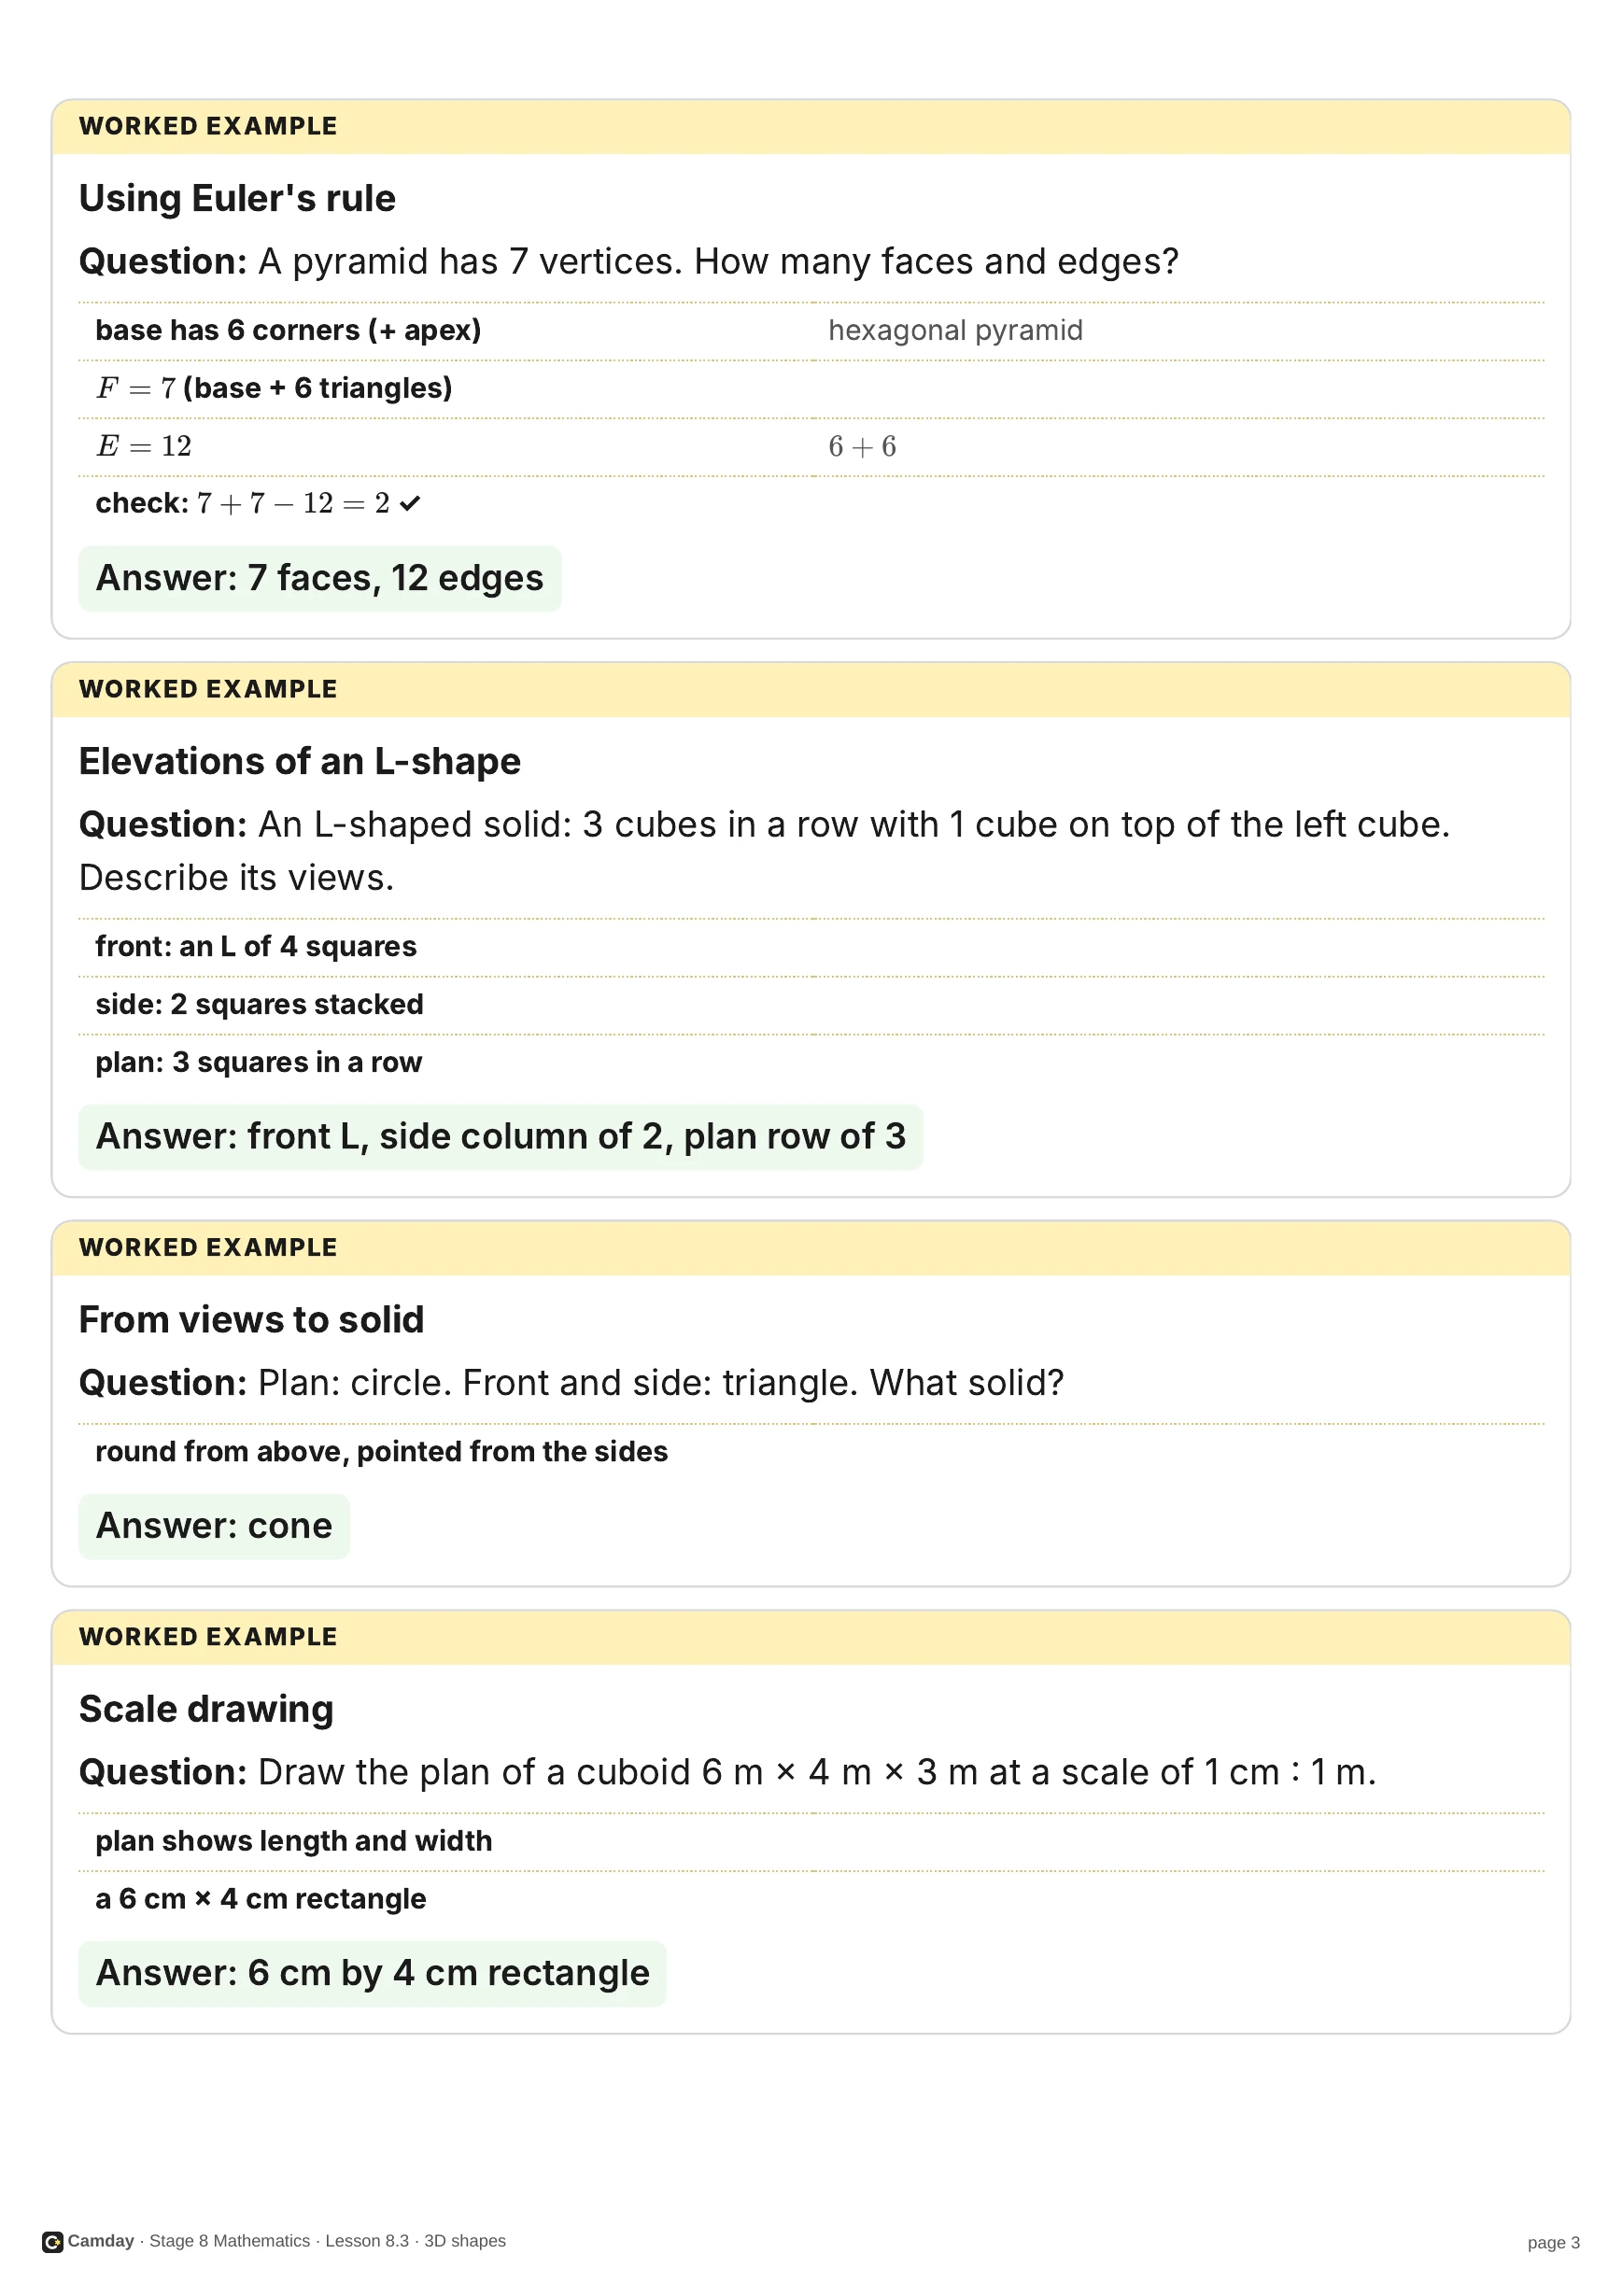 WORKED EXAMPLE
Using Euler's rule
Question: A pyramid has 7 vertices. How many faces and edges?
base has 6 corners (+ apex) hexagonal pyramid
F = 7 (base + 6 triangles)
E = 12 6 + 6
check: 7 + 7 − 12 = 2 ✓
Answer: 7 faces, 12 edges
WORKED EXAMPLE
Elevations of an L-shape
Question: An L-shaped solid: 3 cubes in a row with 1 cube on top of the left cube.
Describe its views.
front: an L of 4 squares
side: 2 squares stacked
plan: 3 squares in a row
Answer: front L, side column of 2, plan row of 3
WORKED EXAMPLE
From views to solid
Question: Plan: circle. Front and side: triangle. What solid?
round from above, pointed from the sides
Answer: cone
WORKED EXAMPLE
Scale drawing
Question: Draw the plan of a cuboid 6 m × 4 m × 3 m at a scale of 1 cm : 1 m.
plan shows length and width
a 6 cm × 4 cm rectangle
Answer: 6 cm by 4 cm rectangle
Camday · Stage 8 Mathematics · Lesson 8.3 · 3D shapes page 3